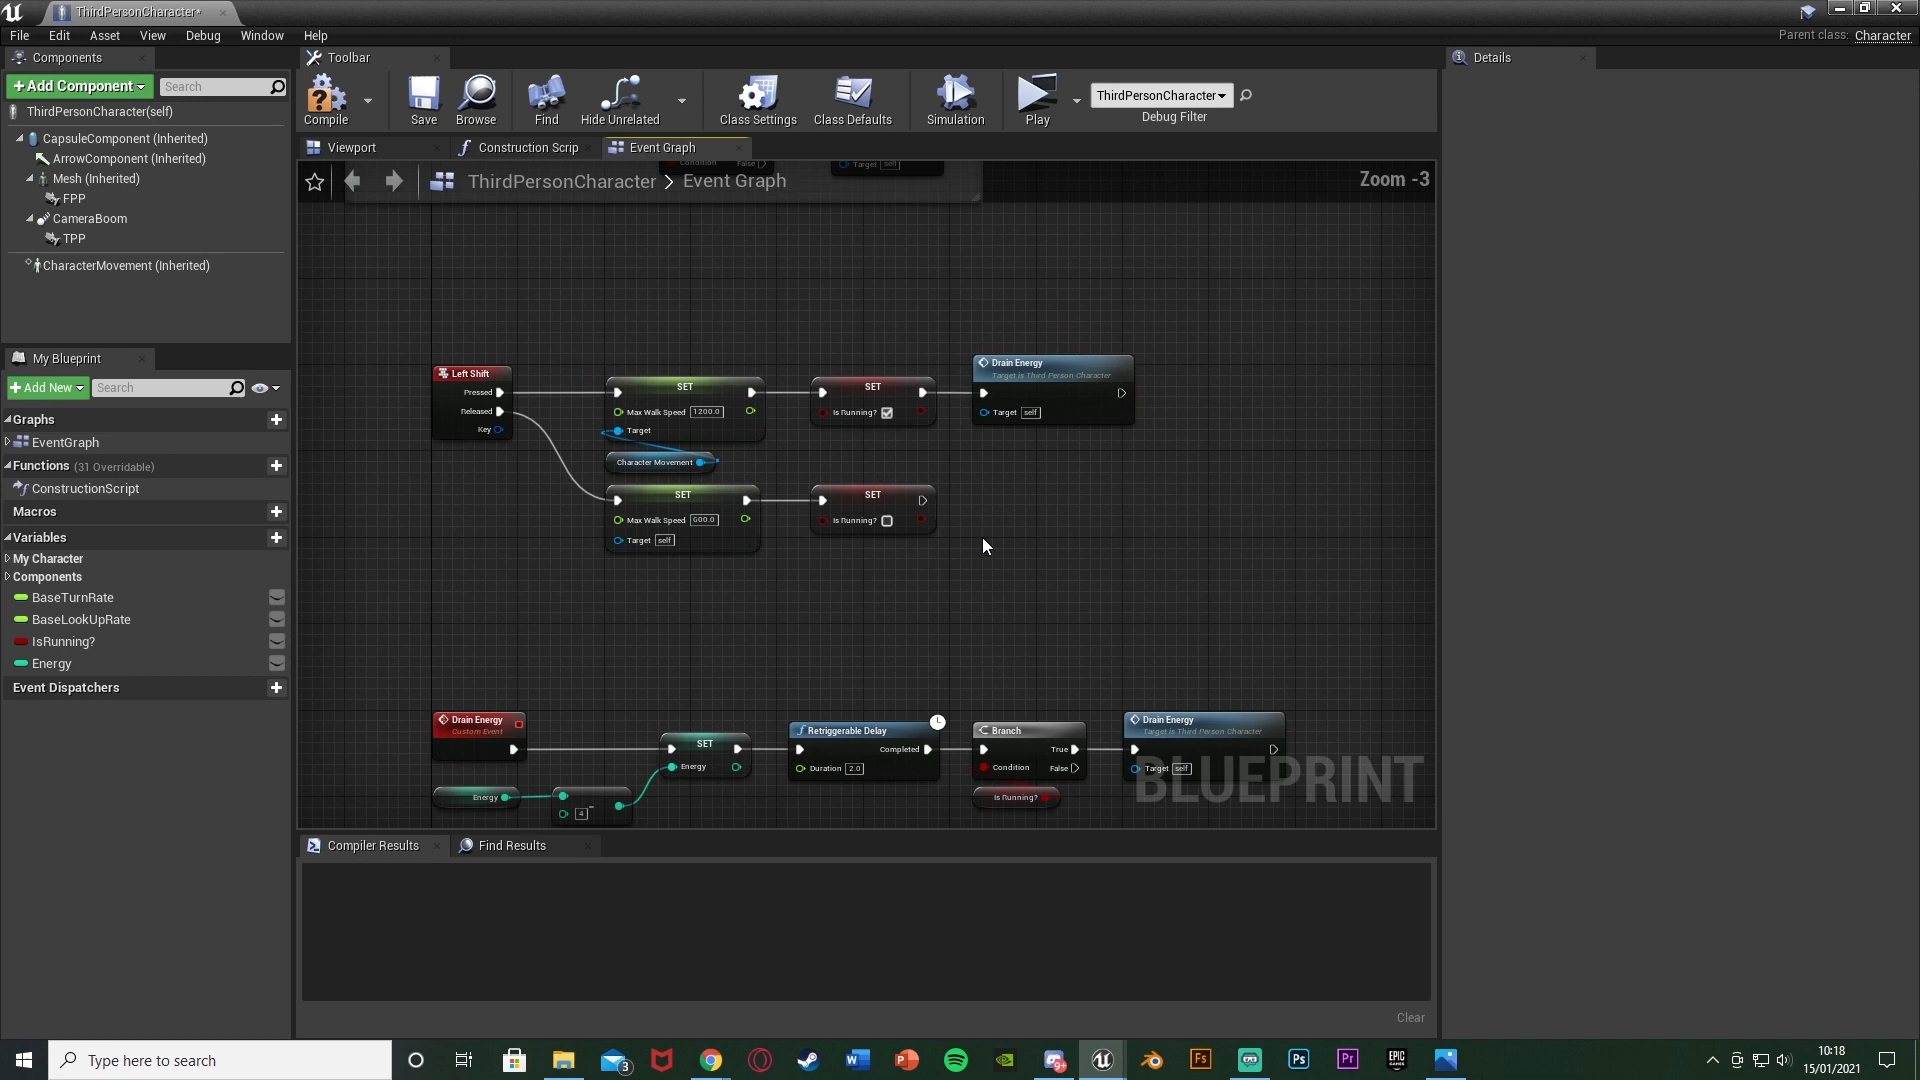 ThirdPersonCharacter*
File Edit Asset View Debug Window Help
Parent class: Character
Components
Toolbar
Details
+Add Component
Search
ThirdPersonCharacter(self)
CapsuleComponent (Inherited)
ArrowComponent (Inherited)
Mesh (Inherited)
FPP
CameraBoom
TPP
CharacterMovement (Inherited)
Compile
Save
Browse
Find
Hide Unrelated
Class Settings
Class Defaults
Simulation
Play
ThirdPersonCharacter
Debug Filter
Viewport
Construction Scrip
Event Graph
Condition False
Target self
ThirdPersonCharacter > Event Graph
Zoom -3
My Blueprint
+Add New
Search
Graphs
EventGraph
Functions (31 Overridable)
ConstructionScript
Macros
Variables
My Character
Components
BaseTurnRate
BaseLookUpRate
IsRunning?
Energy
Event Dispatchers
Left Shift
Pressed
Released
Key
SET
Max Walk Speed 1200.0
Target
Character Movement
SET
Is Running?
Drain Energy
Target is Third Person Character
Target self
SET
Max Walk Speed 600.0
Target self
SET
Is Running?
Drain Energy
Custom Event
Energy
4
SET
Energy
Retriggerable Delay
Completed
Duration 2.0
Branch
True
Condition False
Is Running?
Drain Energy
Target is Third Person Character
Target self
BLUEPRINT
Compiler Results
Find Results
Clear
Type here to search
3
9+
10:18
15/01/2021